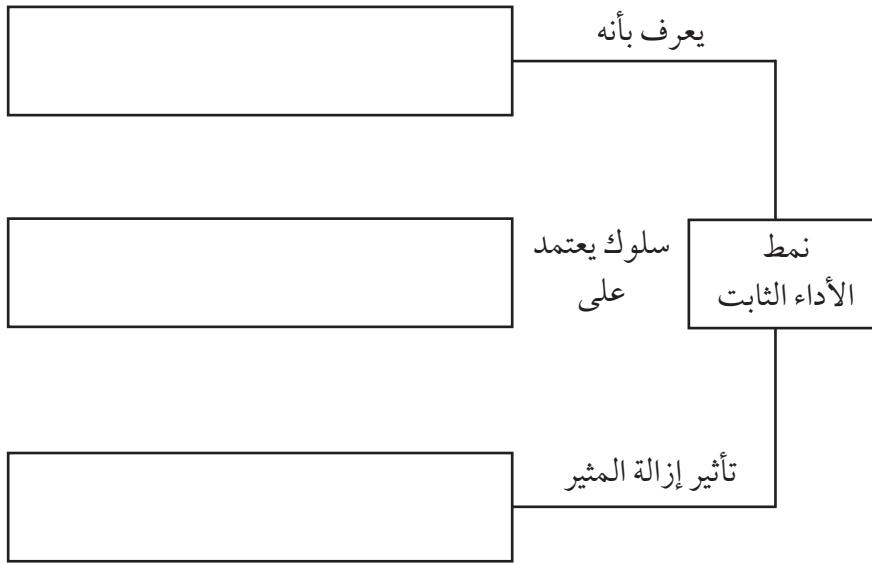 يعرف بأنه
سلوك يعتمد
على
نمط
الأداء الثابت
تأثير إزالة المثير